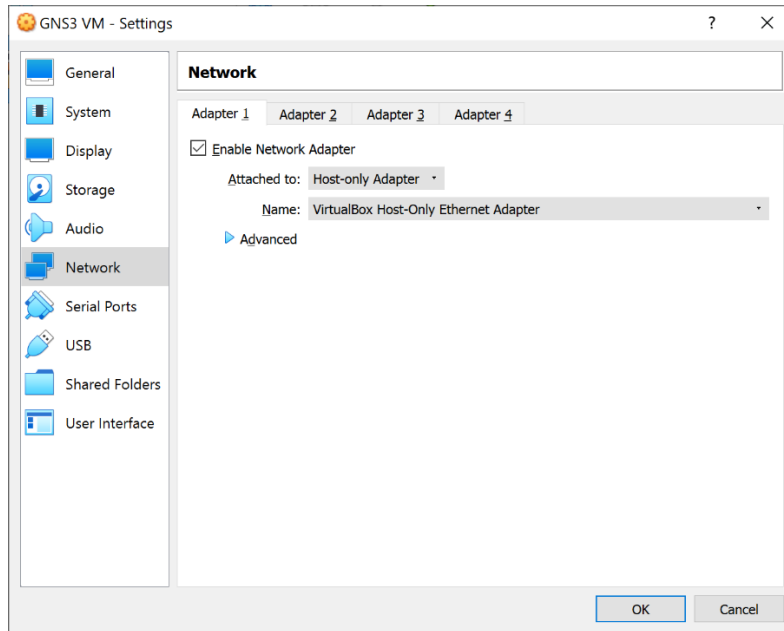 GNS3 VM - Settings
?
General
System
Display
Storage
Audio
Network
Serial Ports
USB
Shared Folders
User Interface
Network
Adapter 1
Adapter 2
Adapter 3
Adapter 4
Enable Network Adapter
Attached to: Host-only Adapter
Name: VirtualBox Host-Only Ethernet Adapter
Advanced
OK
Cancel